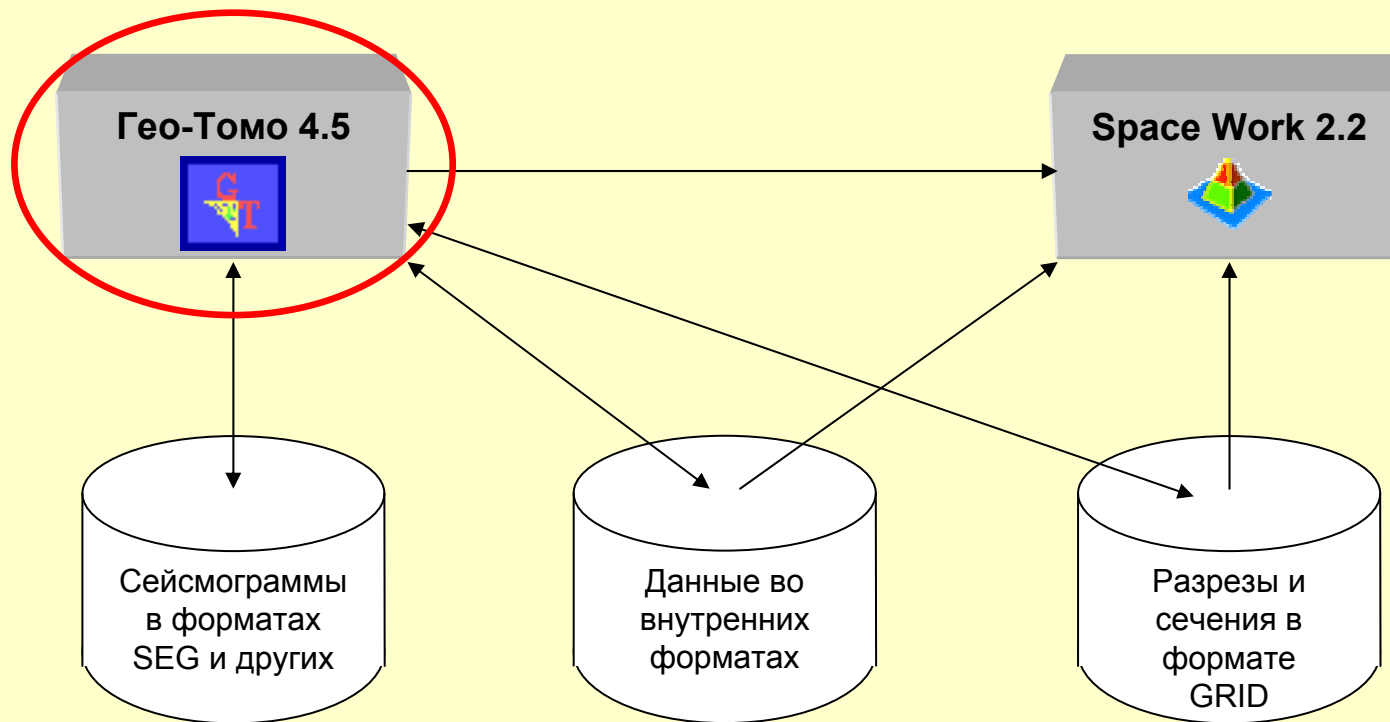 Гео-Томо 4.5
G
T
Space Work 2.2
Сейсмограммы
в форматах
SEG и других
Данные во
внутренних
форматах
Разрезы и
сечения в
формате
GRID